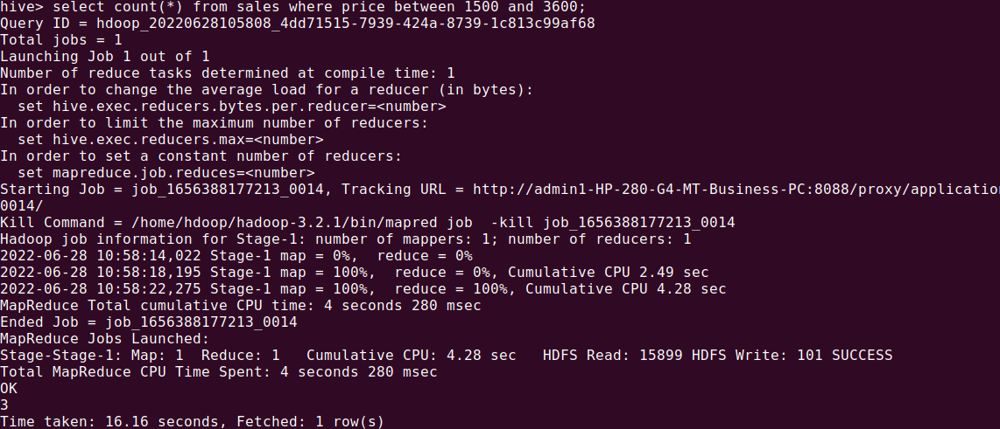 hive> select count(*) from sales where price between 1500 and 3600;
Query ID = hdoop_20220628105808_4dd71515-7939-424a-8739-1c813c99af68
Total jobs = 1
Launching Job 1 out of 1
Number of reduce tasks determined at compile time: 1
In order to change the average load for a reducer (in bytes):
  set hive.exec.reducers.bytes.per.reducer=<number>
In order to limit the maximum number of reducers:
  set hive.exec.reducers.max=<number>
In order to set a constant number of reducers:
  set mapreduce.job.reduces=<number>
Starting Job = job_1656388177213_0014, Tracking URL = http://admin1-HP-280-G4-MT-Business-PC:8088/proxy/application
0014/
Kill Command = /home/hdoop/hadoop-3.2.1/bin/mapred job  -kill job_1656388177213_0014
Hadoop job information for Stage-1: number of mappers: 1; number of reducers: 1
2022-06-28 10:58:14,022 Stage-1 map = 0%,  reduce = 0%
2022-06-28 10:58:18,195 Stage-1 map = 100%,  reduce = 0%, Cumulative CPU 2.49 sec
2022-06-28 10:58:22,275 Stage-1 map = 100%,  reduce = 100%, Cumulative CPU 4.28 sec
MapReduce Total cumulative CPU time: 4 seconds 280 msec
Ended Job = job_1656388177213_0014
MapReduce Jobs Launched:
Stage-Stage-1: Map: 1  Reduce: 1   Cumulative CPU: 4.28 sec   HDFS Read: 15899 HDFS Write: 101 SUCCESS
Total MapReduce CPU Time Spent: 4 seconds 280 msec
OK
3
Time taken: 16.16 seconds, Fetched: 1 row(s)